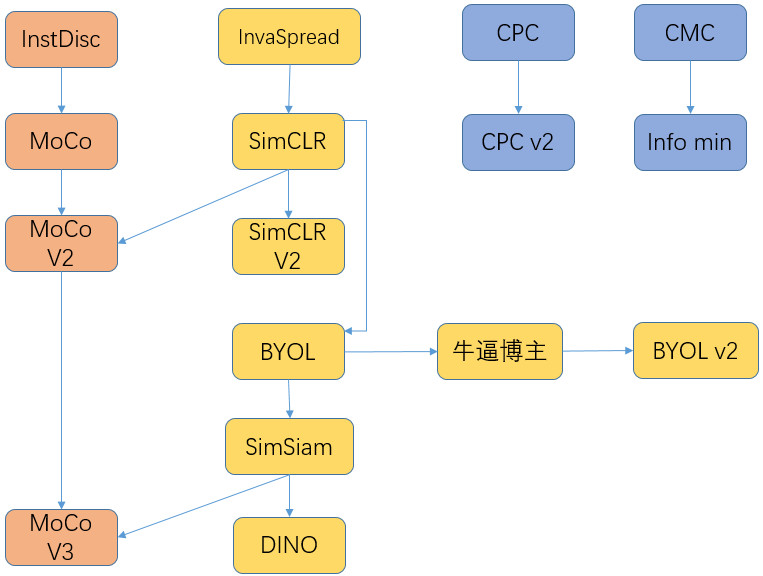 InstDisc
InvaSpread
CPC
CMC
MoCo
SimCLR
CPC v2
Info min
MoCo
V2
SimCLR
V2
BYOL
牛逼博主
BYOL v2
SimSiam
MoCo
V3
DINO